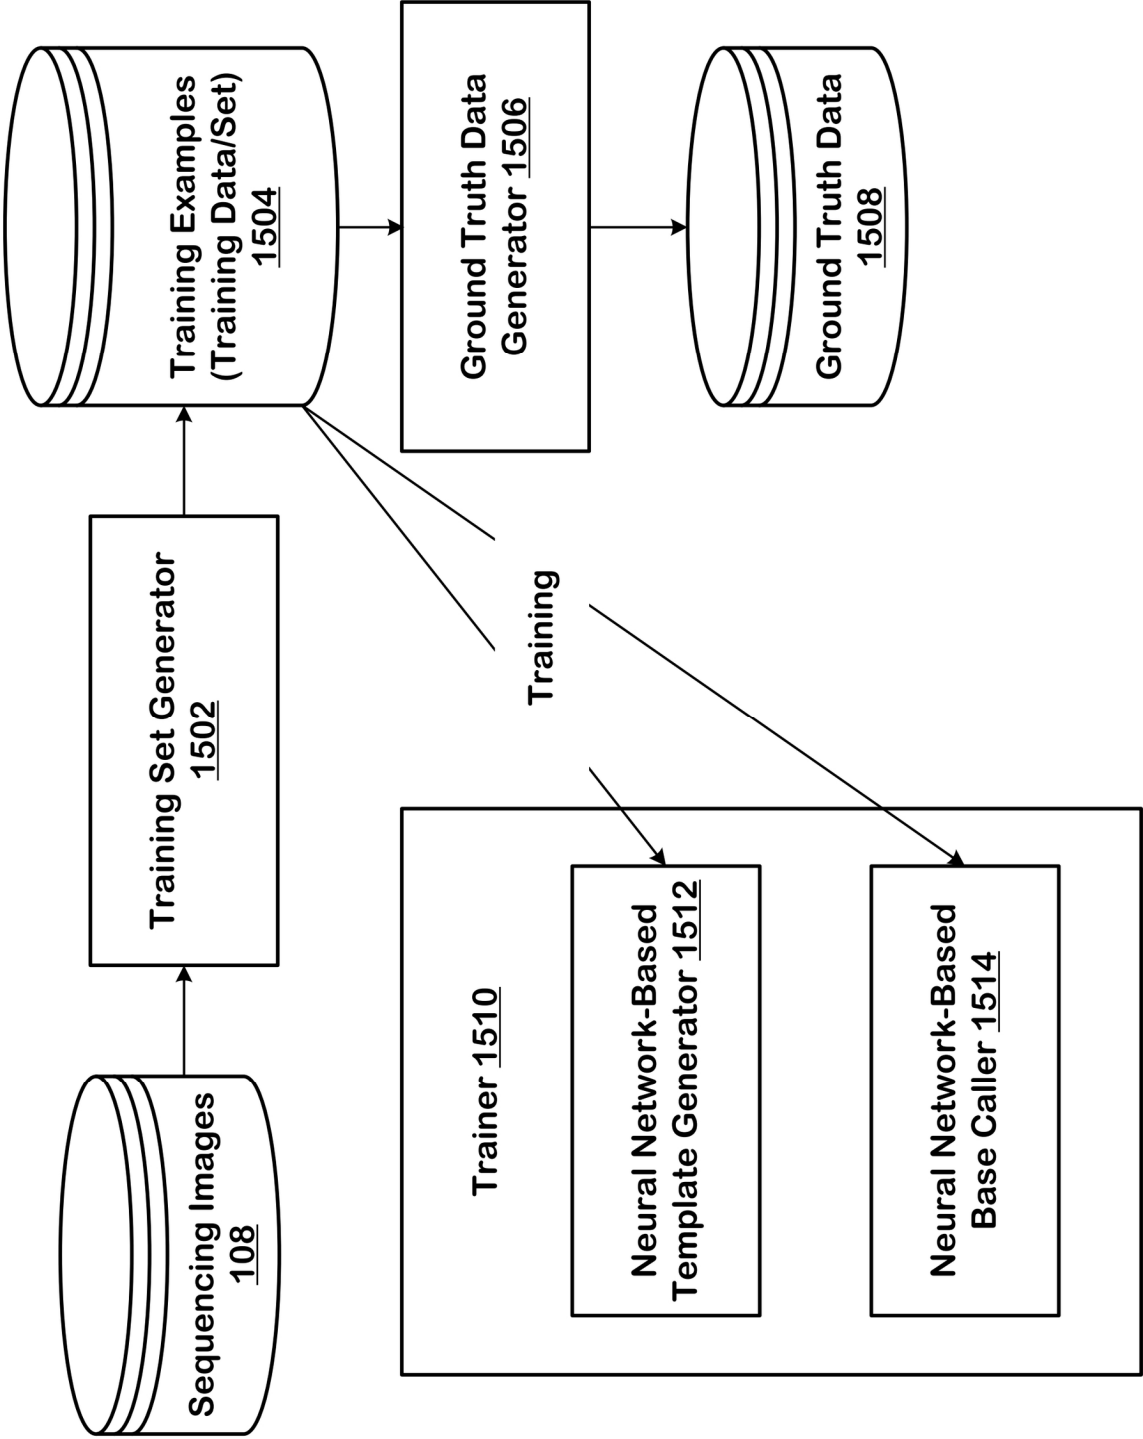 Sequencing Images
108
Training Set Generator
1502
Training Examples
(Training Data/Set)
1504
Trainer 1510
Neural Network-Based
Template Generator 1512
Neural Network-Based
Base Caller 1514
Training
Ground Truth Data
Generator 1506
Ground Truth Data
1508